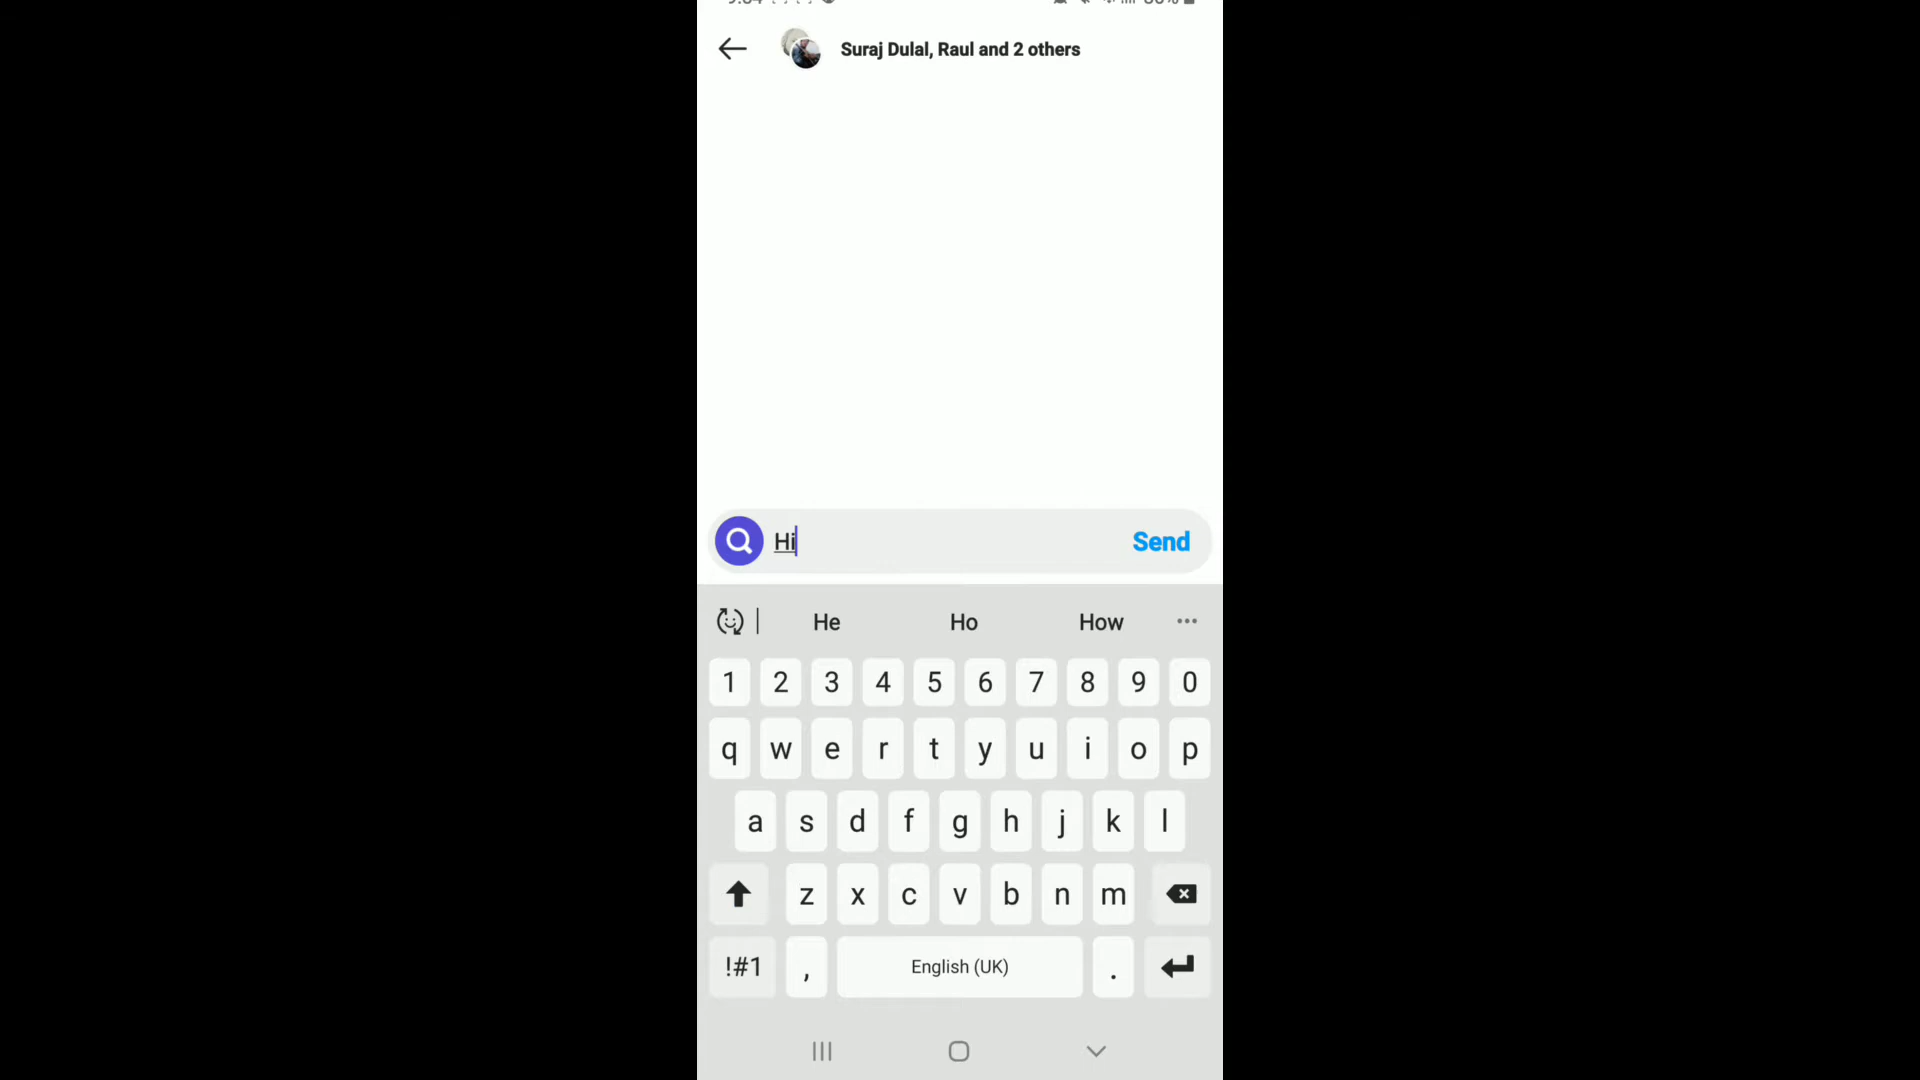 Suraj Dulal, Raul and 2 others
Hi Send
He Ho How
1 2 3 4 5 6 7 8 9 0
q w e r t y u i o p
a s d f g h j k l
z x c v b n m
!#1 , English (UK) .